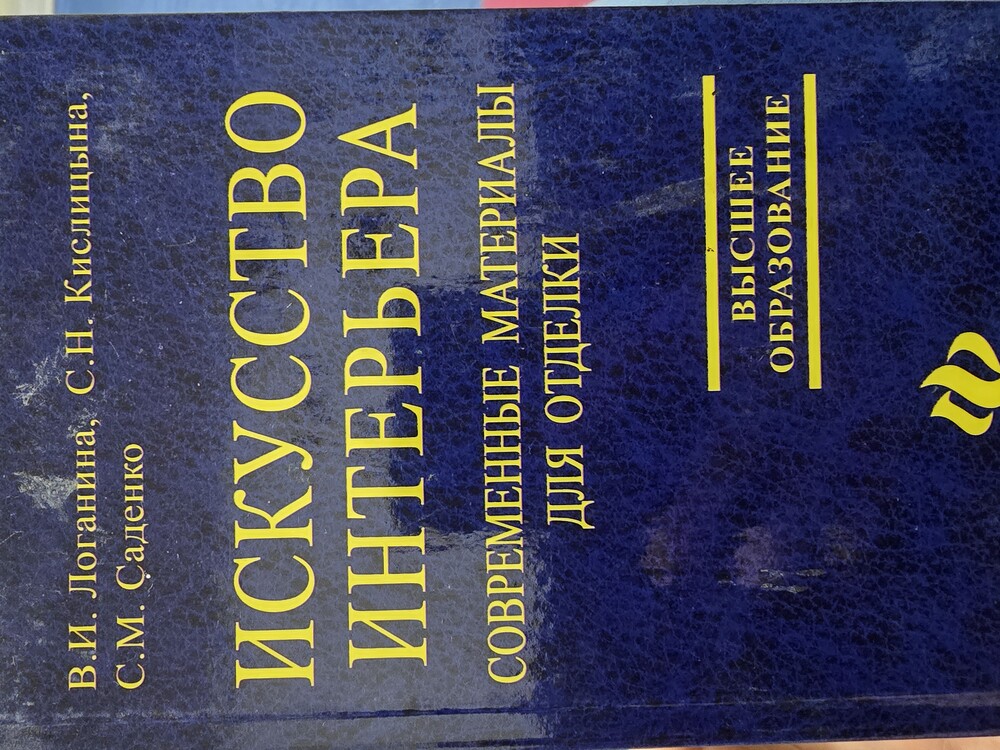 В.И. Логанина, С.Н. Кислицына,
С.М. Саденко
ИСКУССТВО
ИНТЕРЬЕРА
СОВРЕМЕННЫЕ МАТЕРИАЛЫ
ДЛЯ ОТДЕЛКИ
ВЫСШЕЕ
ОБРАЗОВАНИЕ